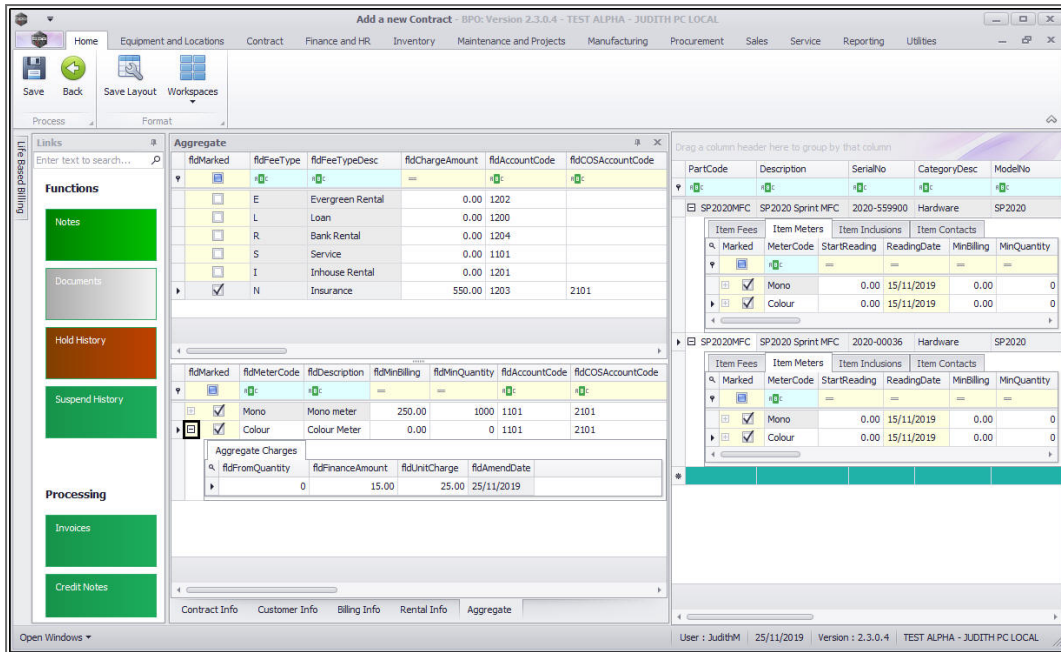 Add a new Contract - BPO: Version 2.3.0.4 - TEST ALPHA - JUDITH PC LOCAL
Home Equipment and Locations Contract Finance and HR Inventory Maintenance and Projects Manufacturing Procurement Sales Service Reporting Utilities
Save Back Save Layout Workspaces
Process Format
Life Based Billing
Links
Enter text to search...
Functions
Notes
Documents
Hold History
Suspend History
Processing
Invoices
Credit Notes
Aggregate
fldMarked fldFeeType fldFeeTypeDesc fldChargeAmount fldAccountCode fldCOSAccountCode
E Evergreen Rental 0.00 1202
L Loan 0.00 1200
R Bank Rental 0.00 1204
S Service 0.00 1101
I Inhouse Rental 0.00 1201
N Insurance 550.00 1203 2101
fldMarked fldMeterCode fldDescription fldMinBilling fldMinQuantity fldAccountCode fldCOSAccountCode
Mono Mono meter 250.00 1000 1101 2101
Colour Colour Meter 0.00 0 1101 2101
Aggregate Charges
fldFromQuantity fldFinanceAmount fldUnitCharge fldAmendDate
0 15.00 25.00 25/11/2019
Contract Info Customer Info Billing Info Rental Info Aggregate
Drag a column header here to group by that column
PartCode Description SerialNo CategoryDesc ModelNo
SP2020MFC SP2020 Sprint MFC 2020-559900 Hardware SP2020
Item Fees Item Meters Item Inclusions Item Contacts
Marked MeterCode StartReading ReadingDate MinBilling MinQuantity
Mono 0.00 15/11/2019 0.00 0
Colour 0.00 15/11/2019 0.00 0
SP2020MFC SP2020 Sprint MFC 2020-00036 Hardware SP2020
Item Fees Item Meters Item Inclusions Item Contacts
Marked MeterCode StartReading ReadingDate MinBilling MinQuantity
Mono 0.00 15/11/2019 0.00 0
Colour 0.00 15/11/2019 0.00 0
Open Windows User : JudithM 25/11/2019 Version : 2.3.0.4 TEST ALPHA - JUDITH PC LOCAL